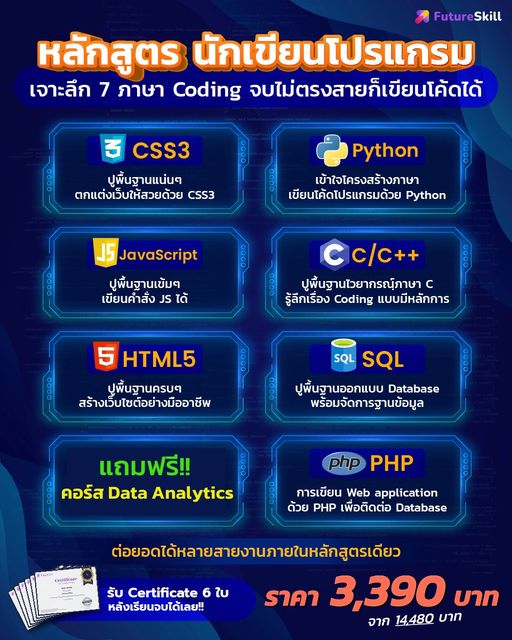 FutureSkill
หลักสูตร นักเขียนโปรแกรม
เจาะลึก 7 ภาษา Coding จบไม่ตรงสายก็เขียนโค้ดได้
CSS3
ปูพื้นฐานแน่นๆ
ตกแต่งเว็บให้สวยด้วย CSS3
Python
เข้าใจโครงสร้างภาษา
เขียนโค้ดโปรแกรมด้วย Python
JS JavaScript
ปูพื้นฐานเข้มๆ
เขียนคำสั่ง JS ได้
C C/C++
ปูพื้นฐานไวยากรณ์ภาษา C
รู้ลึกเรื่อง Coding แบบมีหลักการ
5 HTML5
ปูพื้นฐานครบๆ
สร้างเว็บไซต์อย่างมืออาชีพ
SQL SQL
ปูพื้นฐานออกแบบ Database
พร้อมจัดการฐานข้อมูล
แถมฟรี!!
คอร์ส Data Analytics
php PHP
การเขียน Web application
ด้วย PHP เพื่อติดต่อ Database
ต่อยอดได้หลายสายงานภายในหลักสูตรเดียว
Certificate
รับ Certificate 6 ใบ
หลังเรียนจบได้เลย!!
ราคา 3,390 บาท
จาก 14,480 บาท